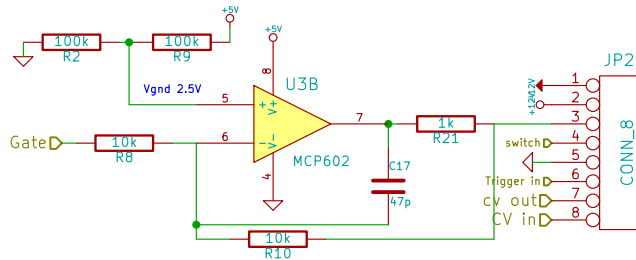 +5V
+5V
100k
R2
100k
R9
8
U3B
JP2
Vgnd 2.5V
5
+
V+
7
1k
R21
+12V
-12V
1
2
3
Gate
10k
R8
6
-
V-
MCP602
4
C17
47p
switch
4
5
Trigger in
6
cv out
7
CV in
8
CONN_8
10k
R10